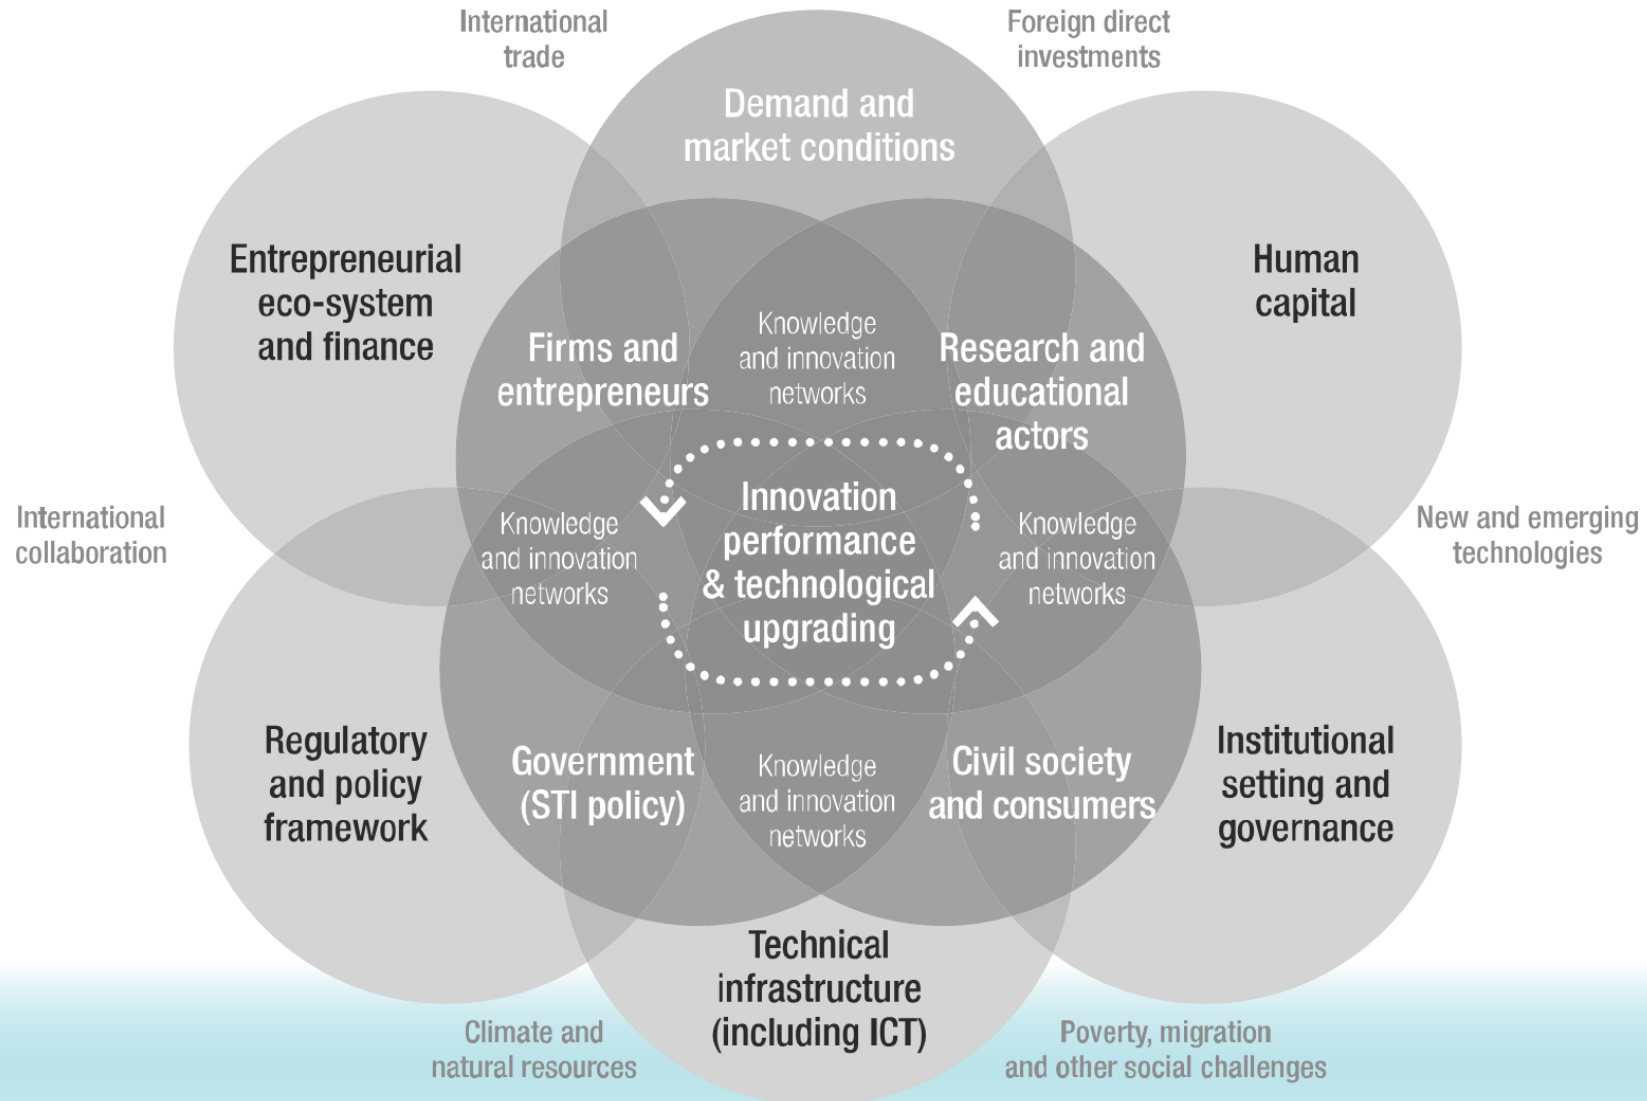 International
trade
Foreign direct
investments
Demand and
market conditions
Entrepreneurial
eco-system
and finance
Human
capital
Firms and
entrepreneurs
Knowledge
and innovation
networks
Research and
educational
actors
International
collaboration
Knowledge
and innovation
networks
Innovation
performance
& technological
upgrading
Knowledge
and innovation
networks
New and emerging
technologies
Regulatory
and policy
framework
Government
(STI policy)
Knowledge
and innovation
networks
Civil society
and consumers
Institutional
setting and
governance
Technical
infrastructure
(including ICT)
Climate and
natural resources
Poverty, migration
and other social challenges